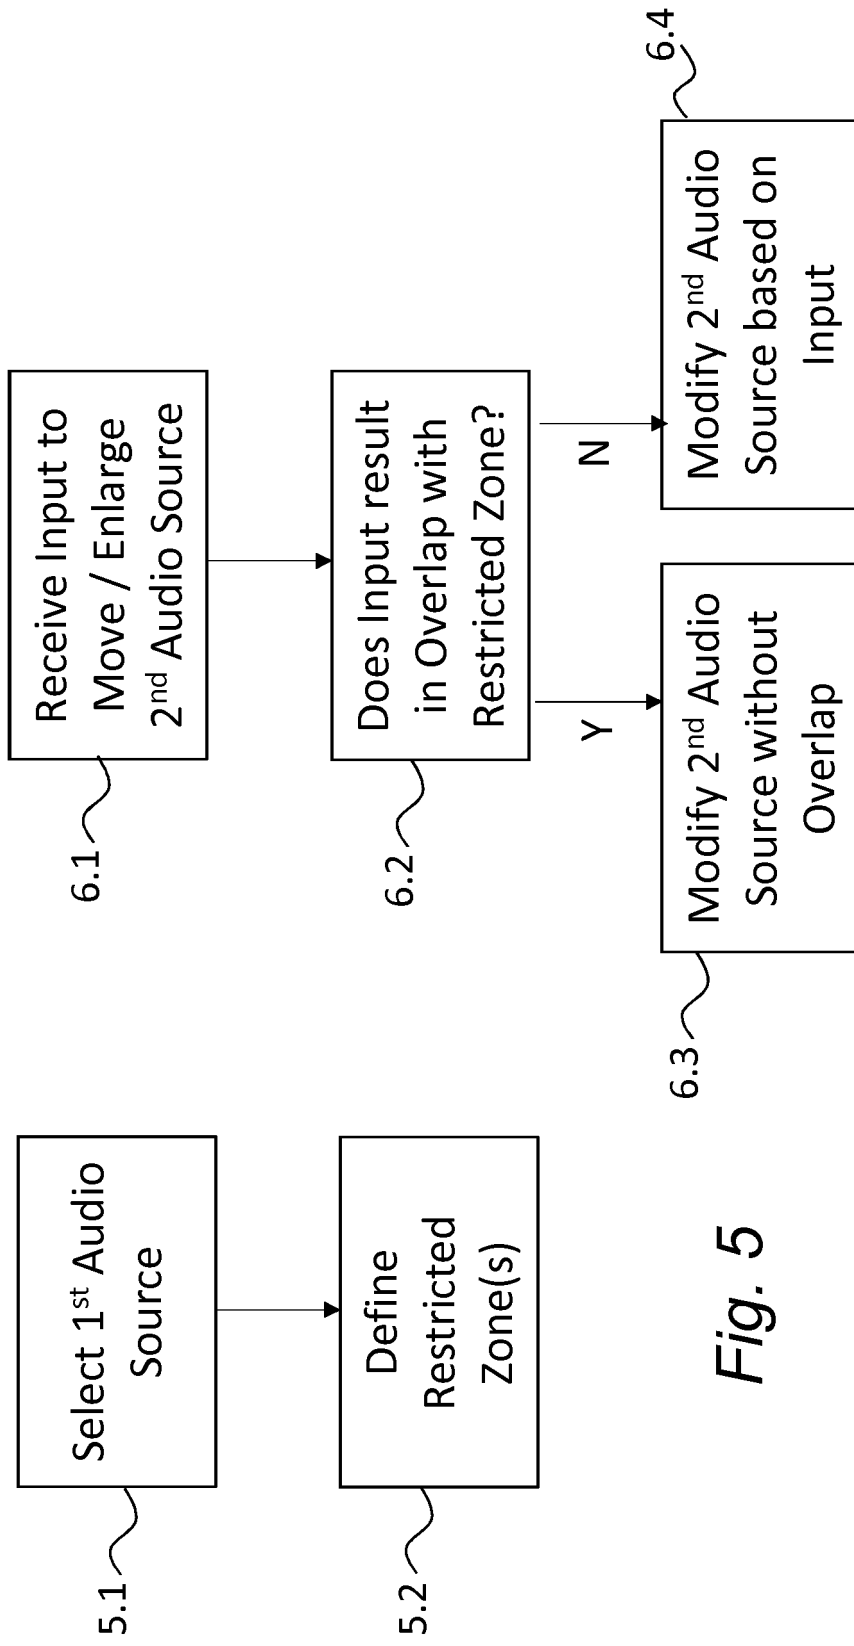 5.1
Select 1st Audio
Source
5.2
Define
Restricted
Zone(s)
6.1
Receive Input to
Move / Enlarge
2nd Audio Source
6.2
Does Input result
in Overlap with
Restricted Zone?
Y
N
6.3
Modify 2nd Audio
Source without
Overlap
6.4
Modify 2nd Audio
Source based on
Input
Fig. 5